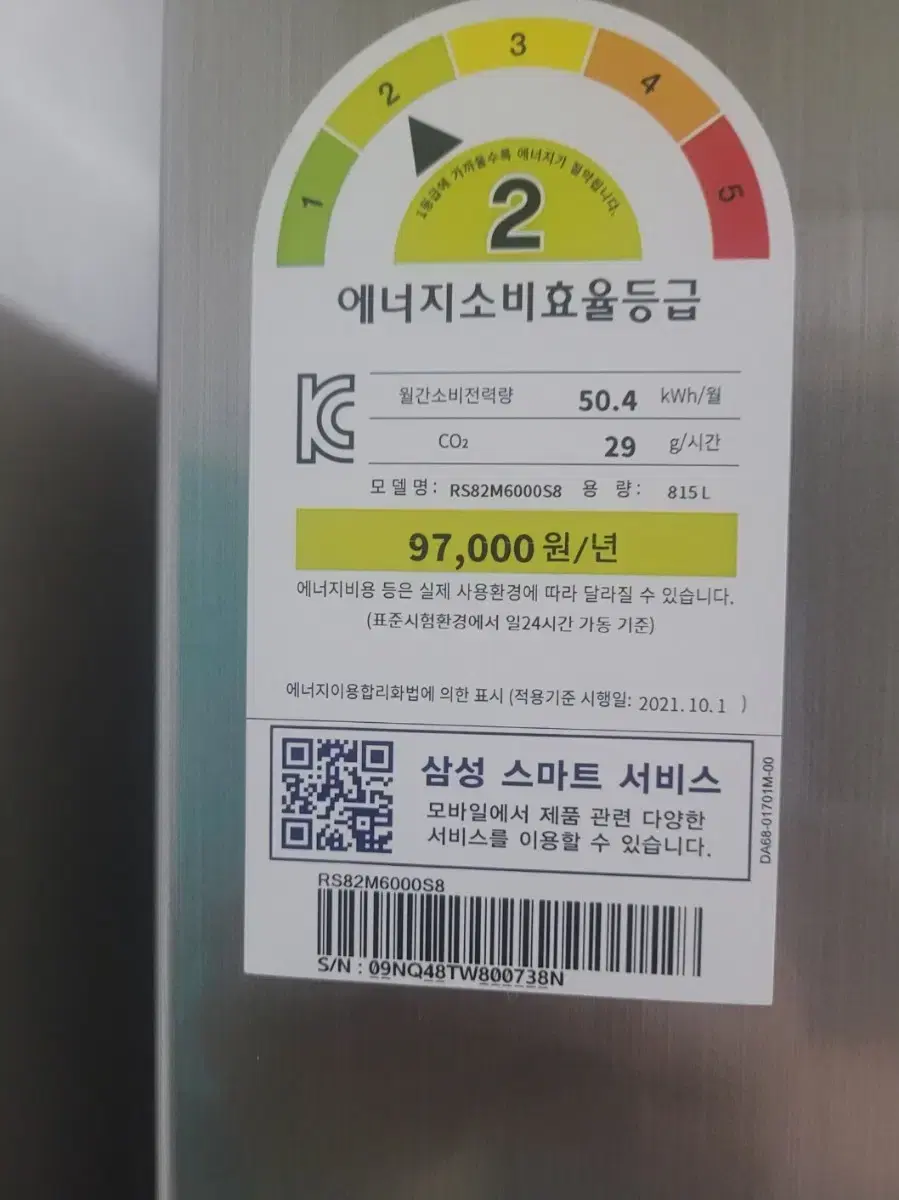 1
2
3
4
5
1등급에 가까울수록 에너지가 절약됩니다.
2
에너지소비효율등급
월간소비전력량 50.4 kWh/월
CO₂ 29 g/시간
모델명: RS82M6000S8 용 량: 815 L
97,000원/년
에너지비용 등은 실제 사용환경에 따라 달라질 수 있습니다.
(표준시험환경에서 일24시간 가동 기준)
에너지이용합리화법에 의한 표시 (적용기준 시행일: 2021.10.1 )
삼성 스마트 서비스
모바일에서 제품 관련 다양한
서비스를 이용할 수 있습니다.
DA68-01701M-00
RS82M6000S8
S/N : 09NQ48TW800738N